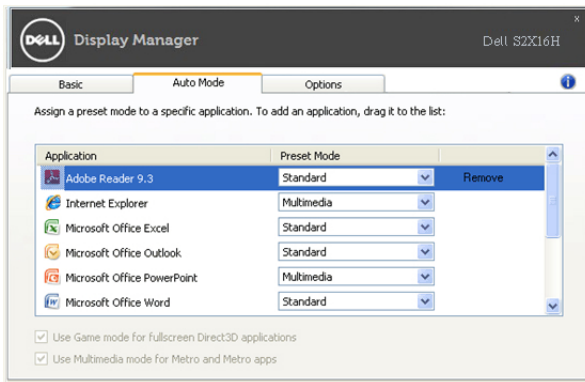 DELL Display Manager
x
Dell S2X16H
Basic Auto Mode Options
Assign a preset mode to a specific application. To add an application, drag it to the list:
Application Preset Mode
Adobe Reader 9.3 Standard Remove
Internet Explorer Multimedia
Microsoft Office Excel Standard
Microsoft Office Outlook Standard
Microsoft Office PowerPoint Multimedia
Microsoft Office Word Standard
Use Game mode for fullscreen Direct3D applications
Use Multimedia mode for Metro and Metro apps